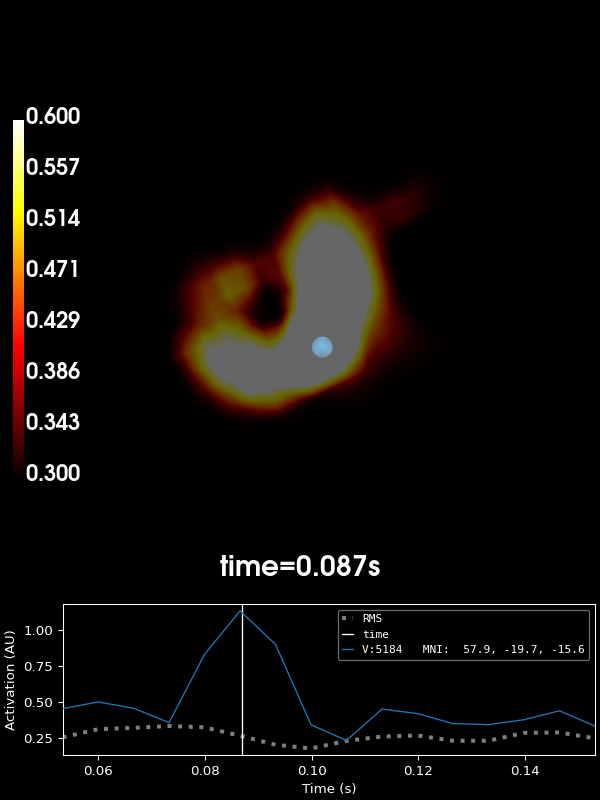 0.600
0.557
0.514
0.471
0.429
0.386
0.343
0.300
time=0.087s
Activation (AU)
1.00
0.75
0.50
0.25
RMS
time
V:5184 MNI: 57.9, -19.7, -15.6
0.06 0.08 0.10 0.12 0.14
Time (s)